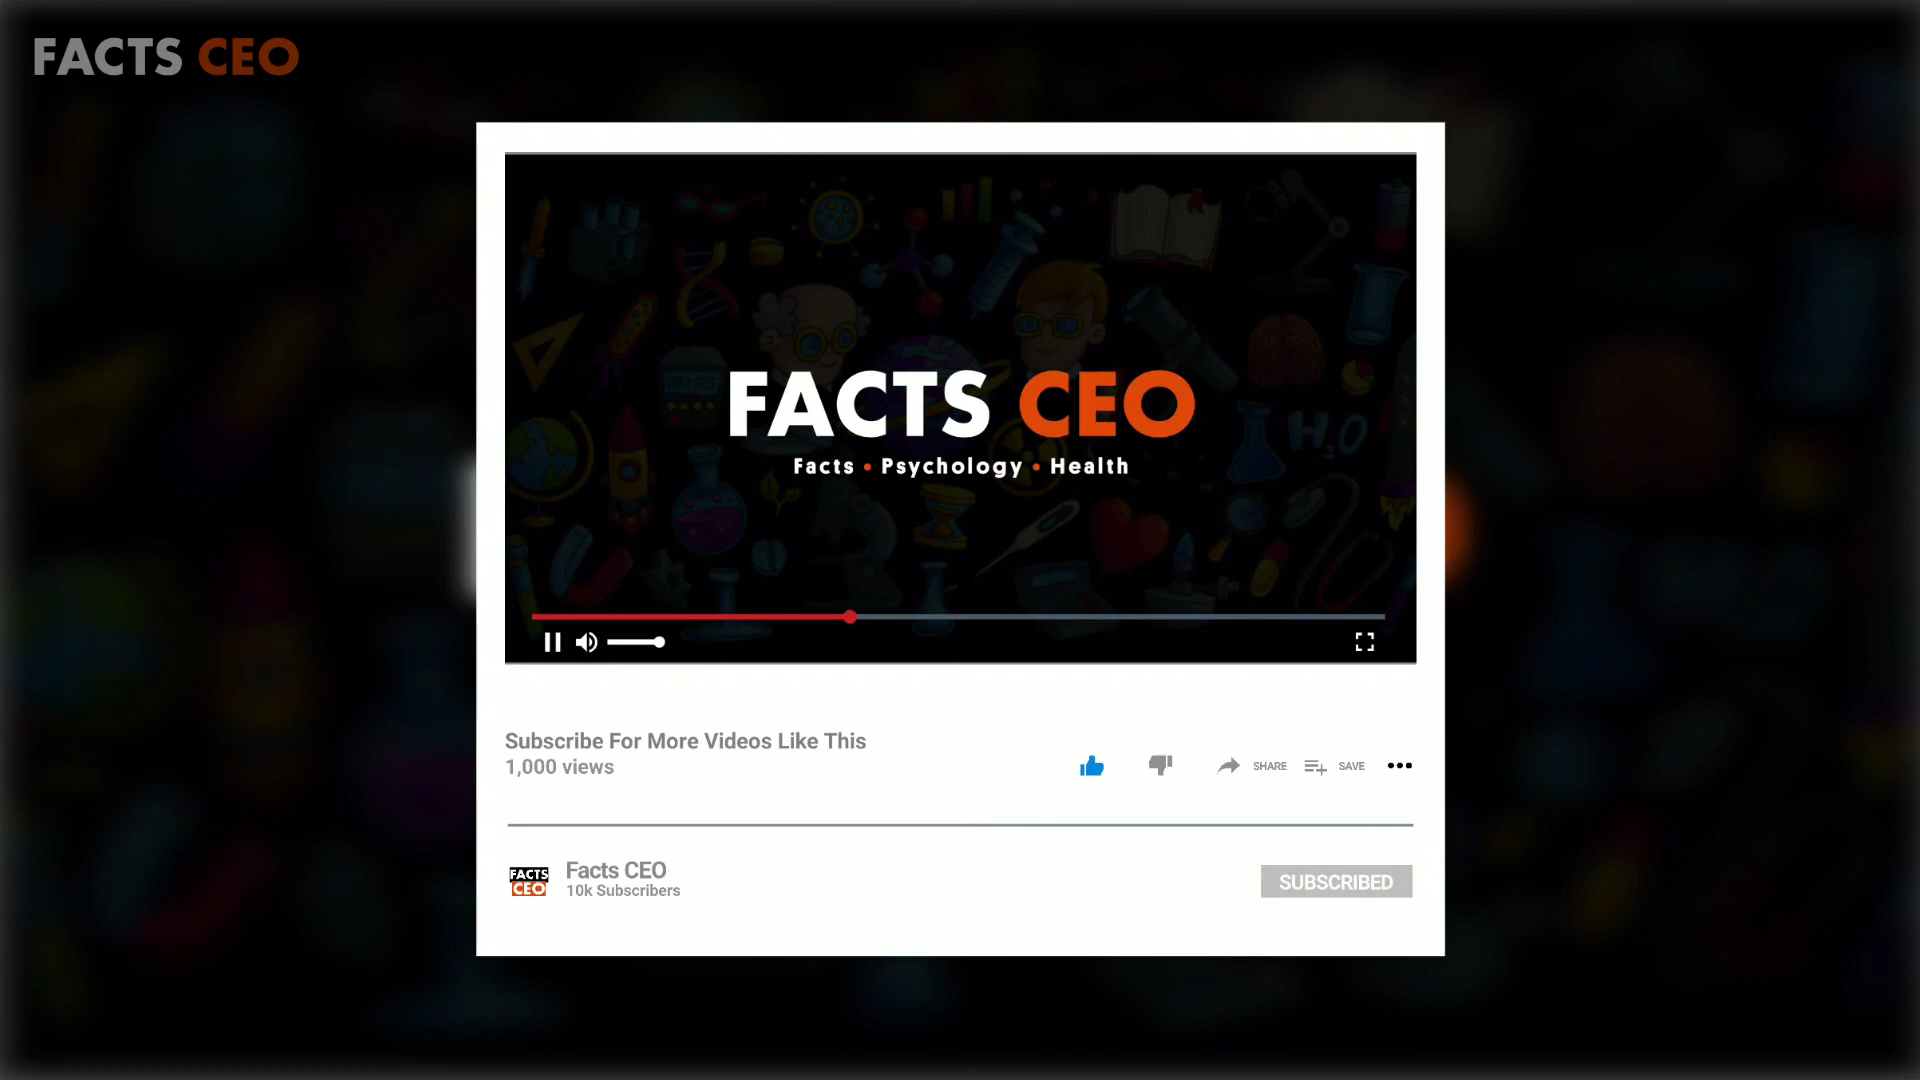 FACTS CEO
FACTS CEO
Facts • Psychology • Health
H₂O
Subscribe For More Videos Like This
1,000 views
SHARE
SAVE
FACTS
CEO
Facts CEO
10k Subscribers
SUBSCRIBED